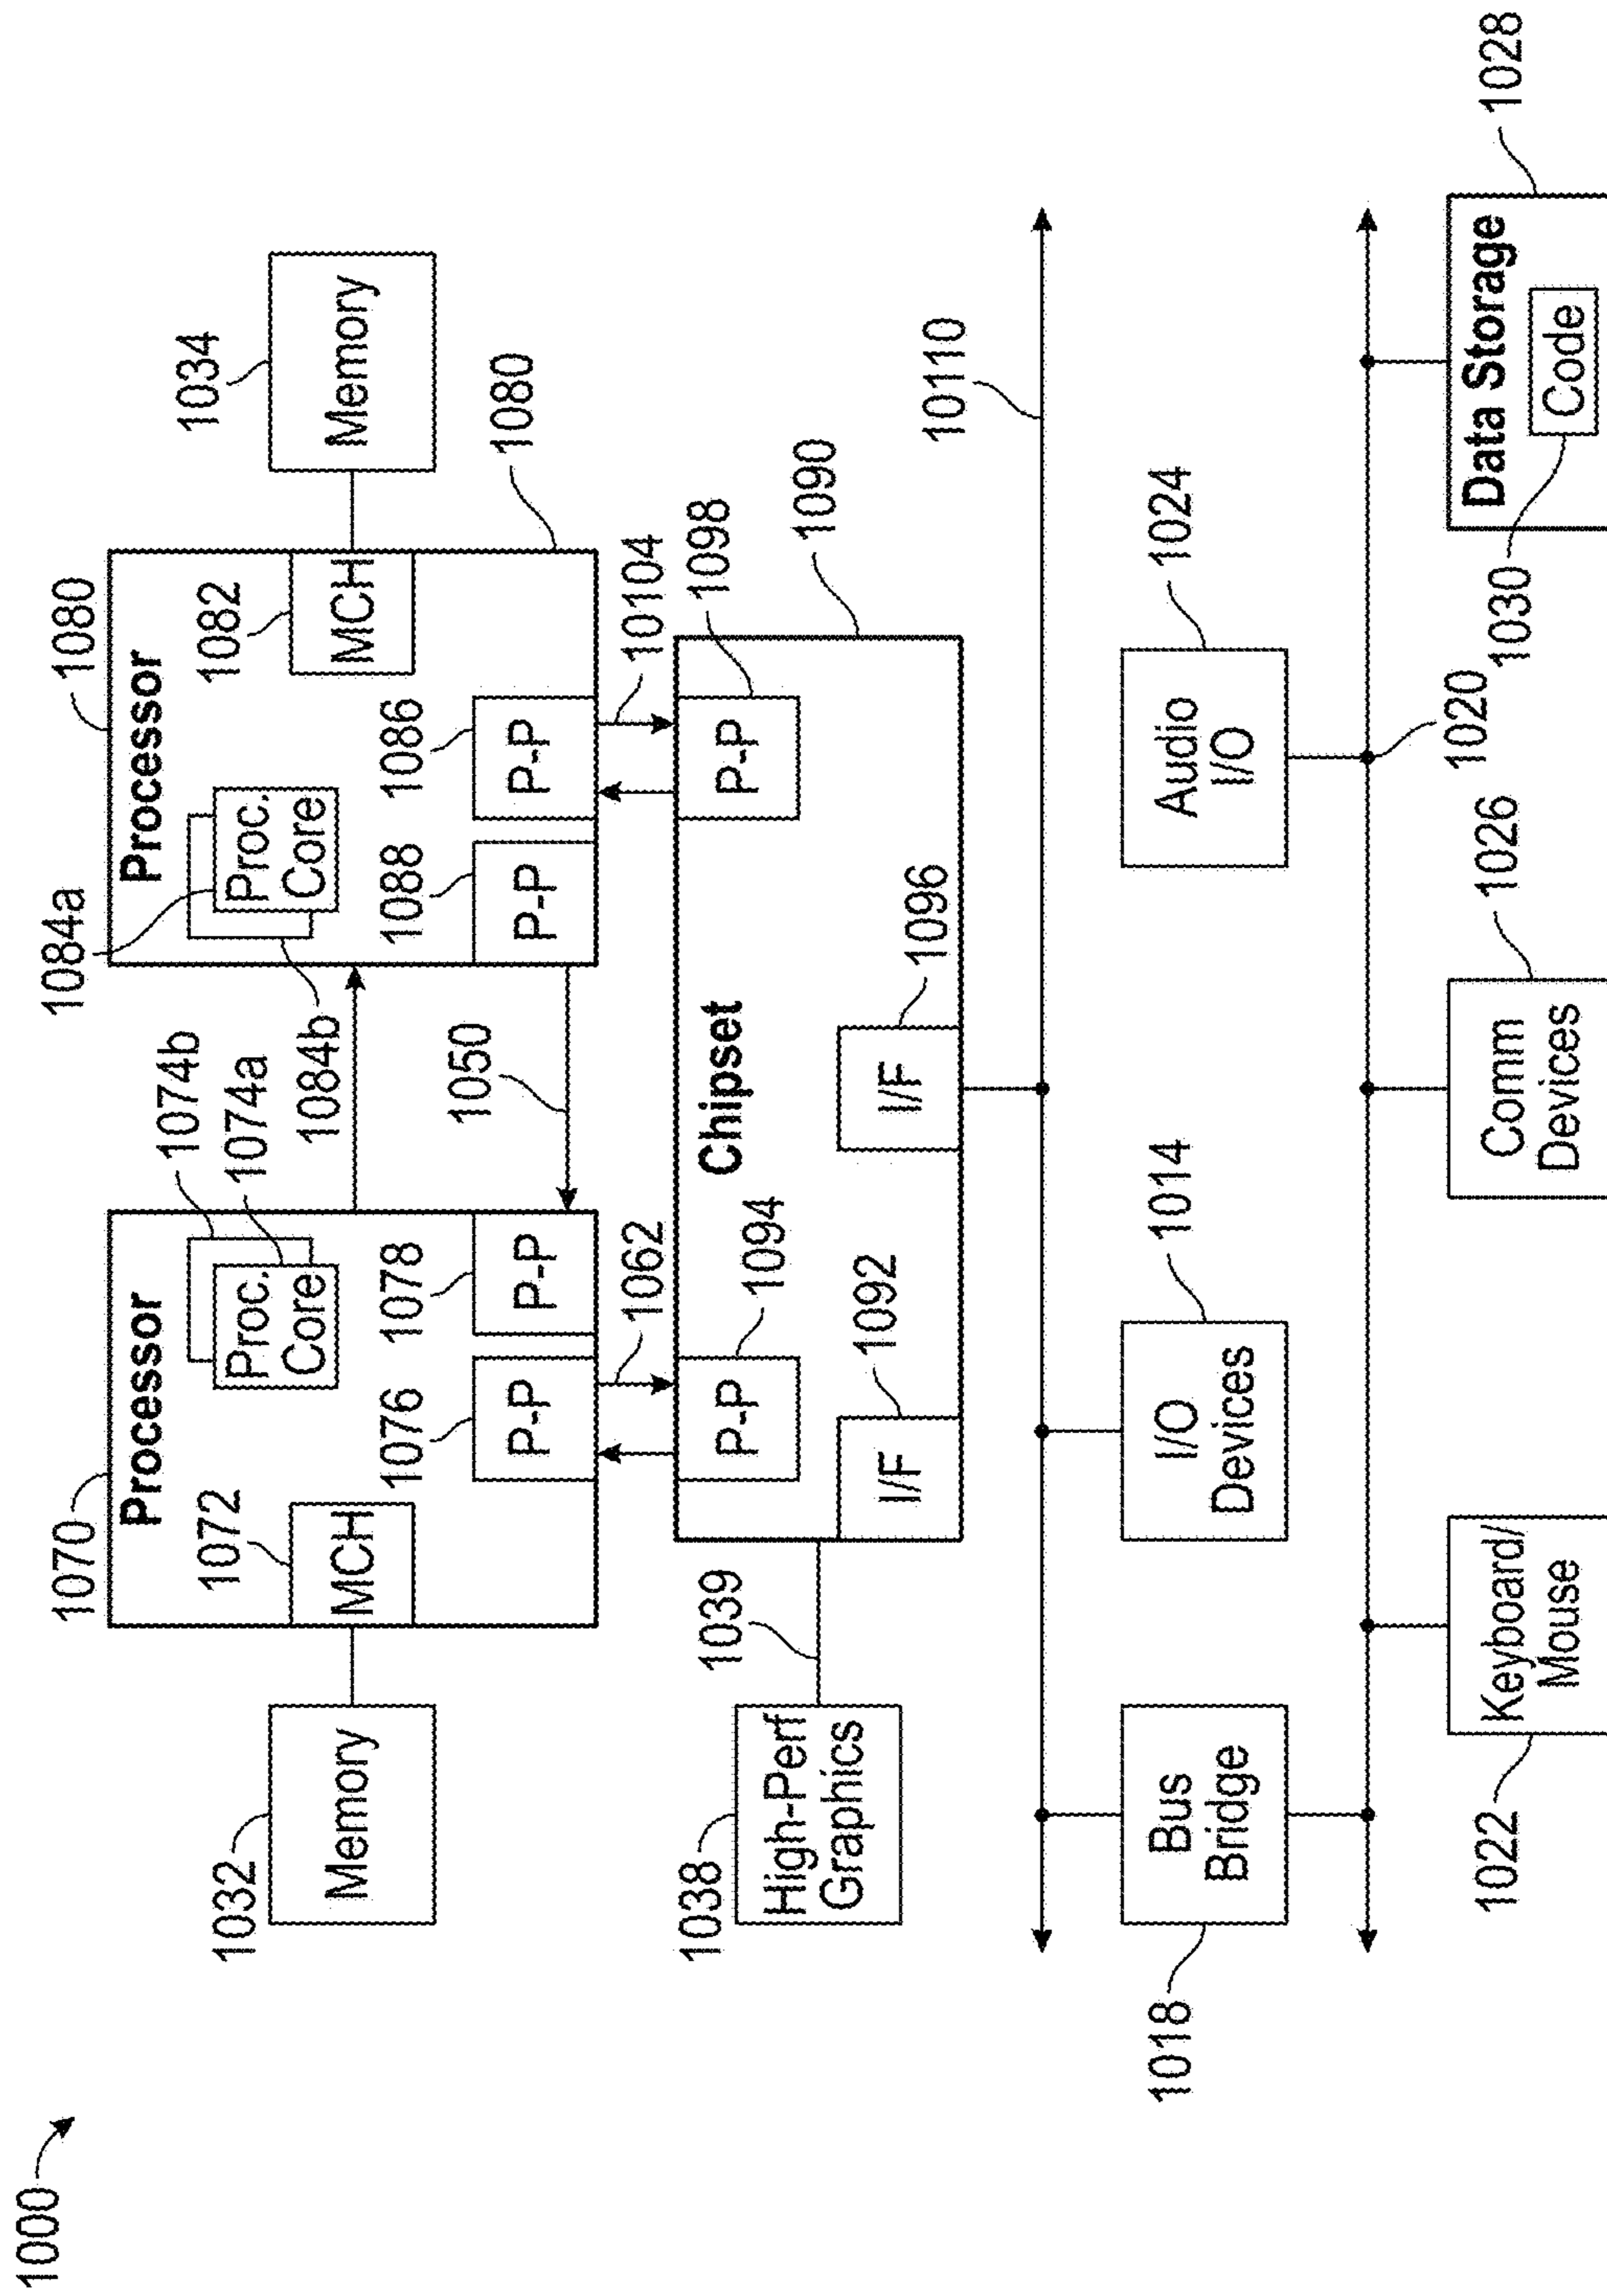 1000
1070
1080
Processor
Processor
1084a
1074b
1074a
1084b
1032
1072
1082
1034
Memory
MCH
Proc.
Core
Proc.
Core
MCH
Memory
1076
1078
1050
1088
1086
1080
P-P
P-P
P-P
P-P
1062
10104
1038
1039
1094
1098
High-Perf
Graphics
P-P
Chipset
P-P
1090
1092
1096
I/F
I/F
10110
1018
1014
1024
Bus
Bridge
I/O
Devices
Audio
I/O
1020
1022
1026
1030
1028
Keyboard/
Mouse
Comm
Devices
Data Storage
Code